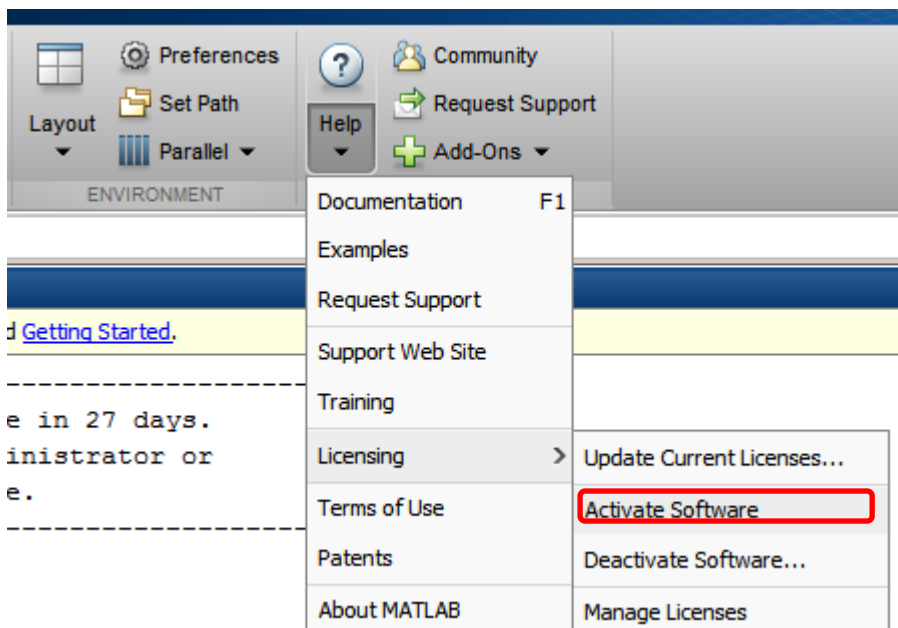 Layout
Preferences
Set Path
Parallel
ENVIRONMENT
?
Help
Community
Request Support
Add-Ons
Documentation F1
Examples
Request Support
Support Web Site
Training
Licensing >
Terms of Use
Patents
About MATLAB
Update Current Licenses...
Activate Software
Deactivate Software...
Manage Licenses
d Getting Started.
--------------------
e in 27 days.
inistrator or
e.
--------------------